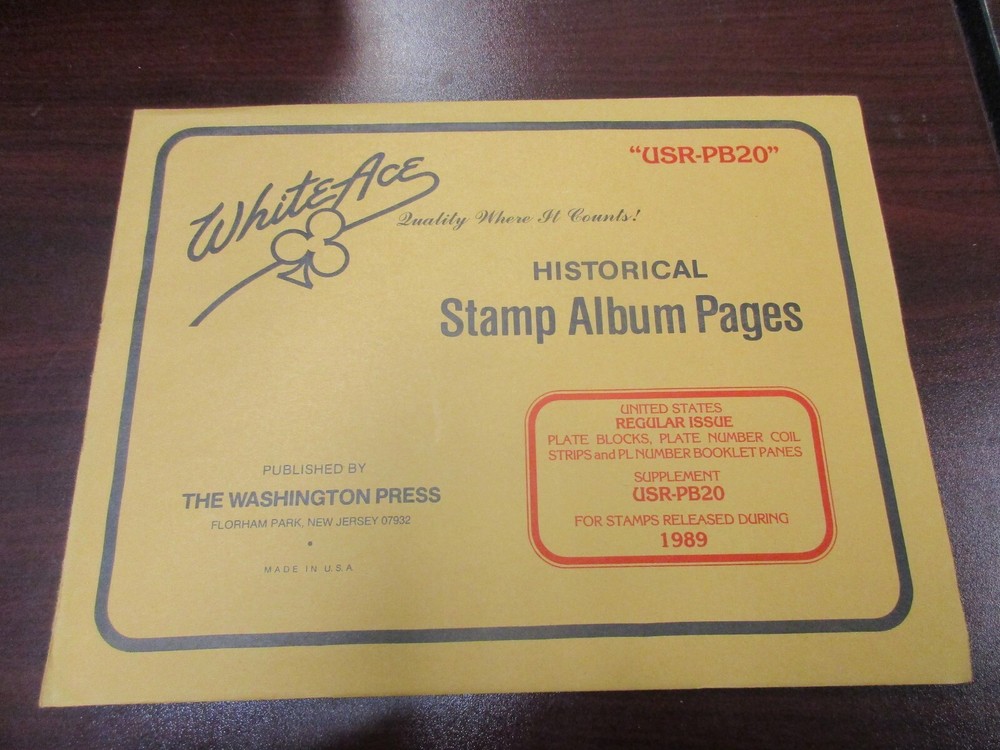 "USR-PB20"
White Ace
Quality Where It Counts!
HISTORICAL
Stamp Album Pages
UNITED STATES
REGULAR ISSUE
PLATE BLOCKS, PLATE NUMBER COIL
STRIPS and PL NUMBER BOOKLET PANES
SUPPLEMENT
USR-PB20
FOR STAMPS RELEASED DURING
1989
PUBLISHED BY
THE WASHINGTON PRESS
FLORHAM PARK, NEW JERSEY 07932
MADE IN U.S.A.